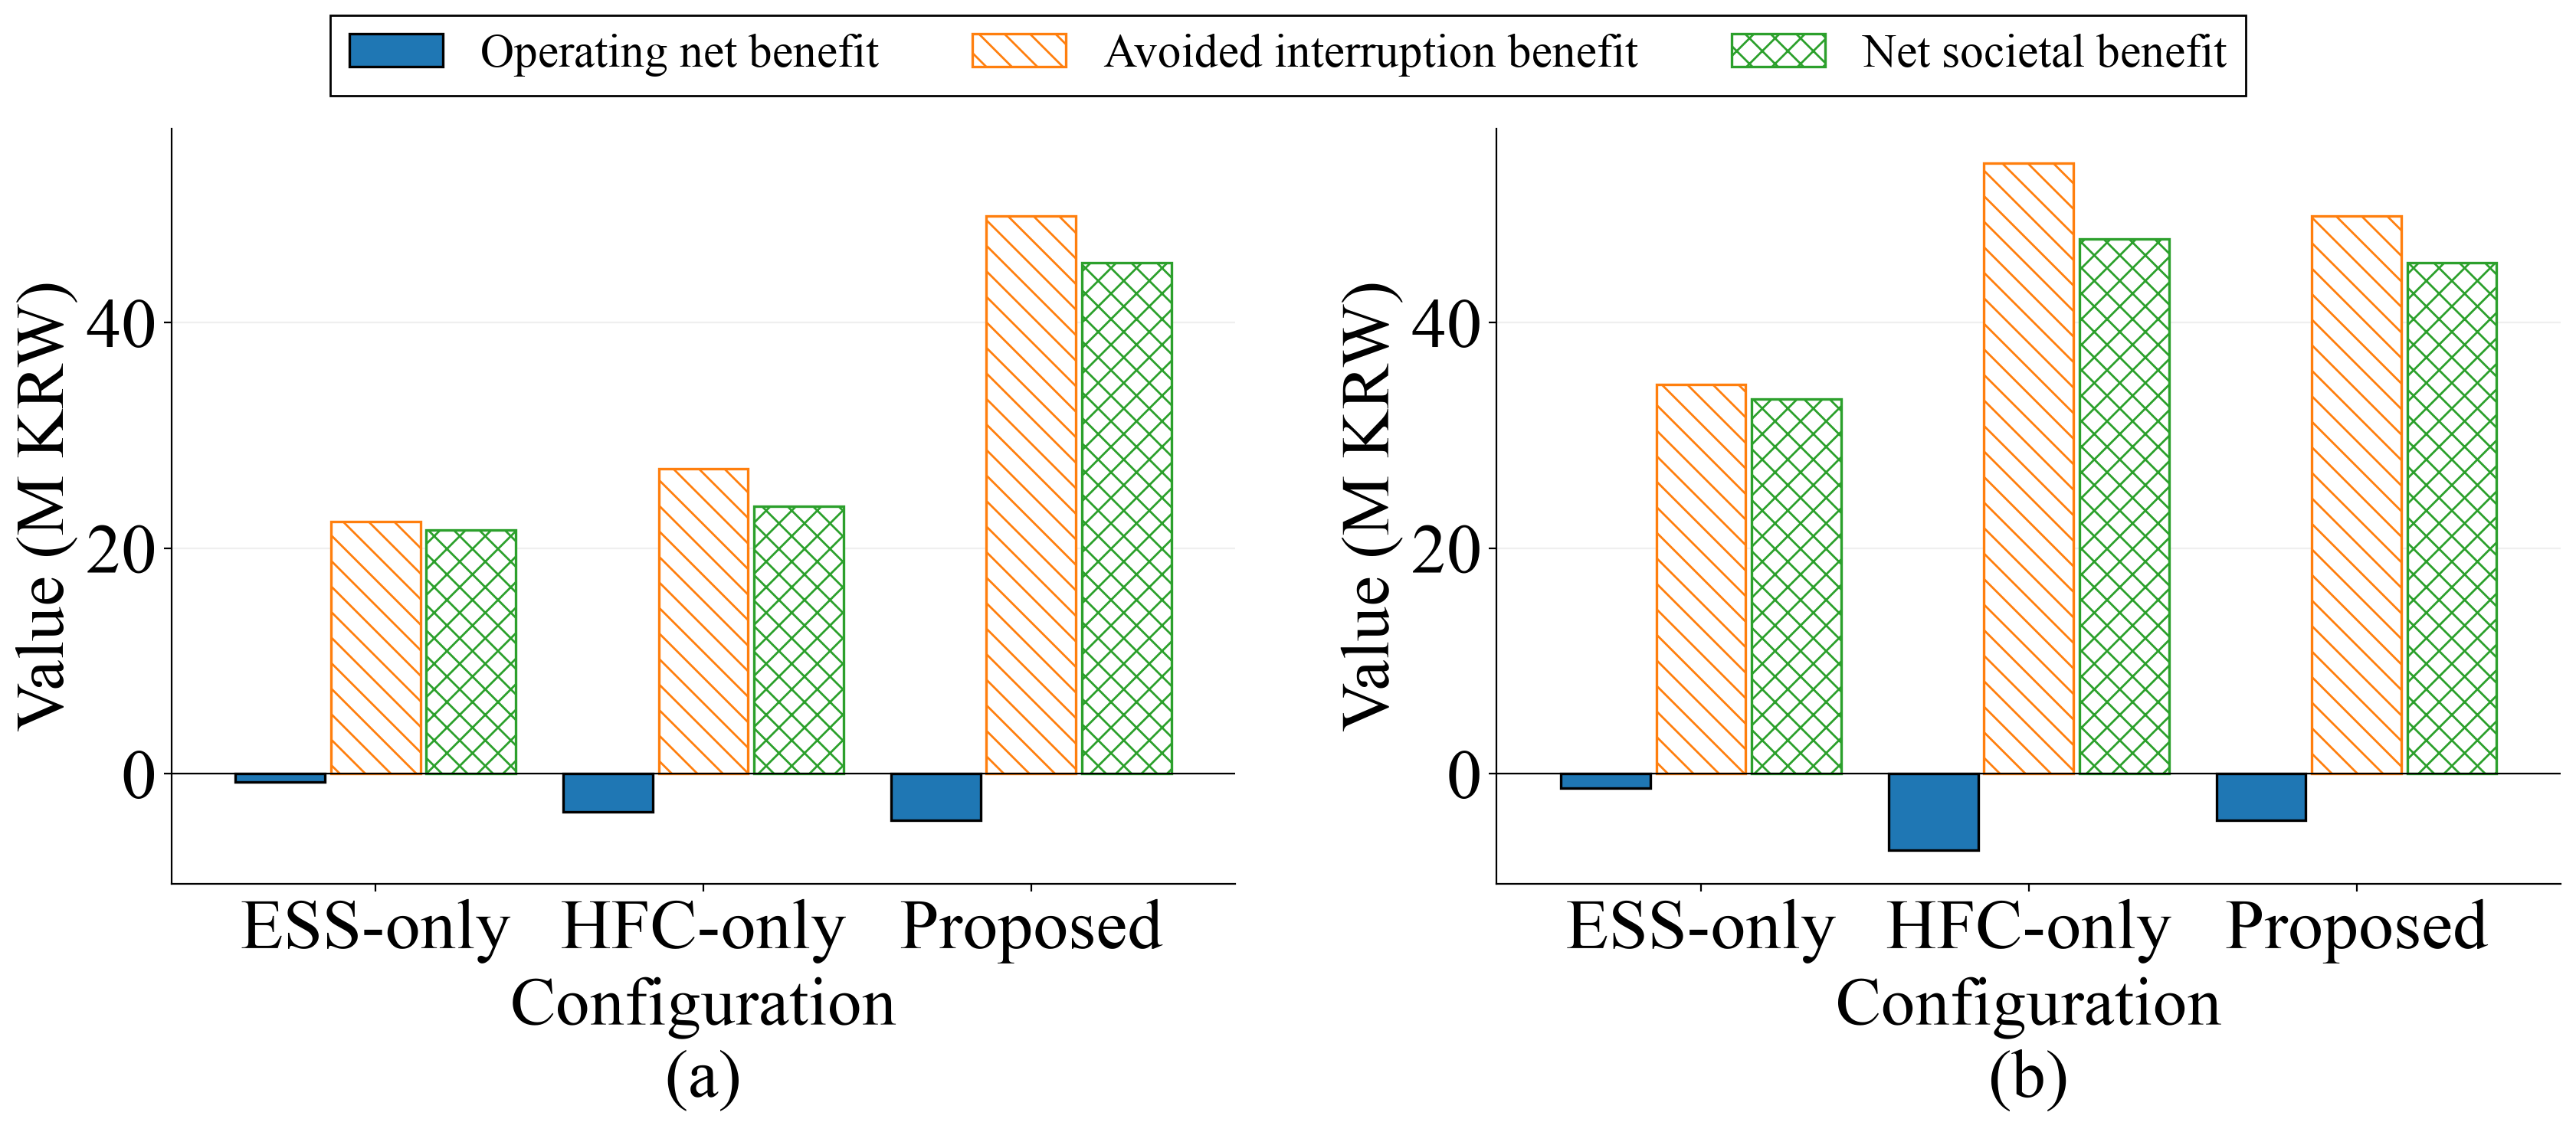 Operating net benefit Avoided interruption benefit Net societal benefit
Value (M KRW)
40
20
0
ESS-only HFC-only Proposed
Configuration
(a)
Value (M KRW)
40
20
0
ESS-only HFC-only Proposed
Configuration
(b)